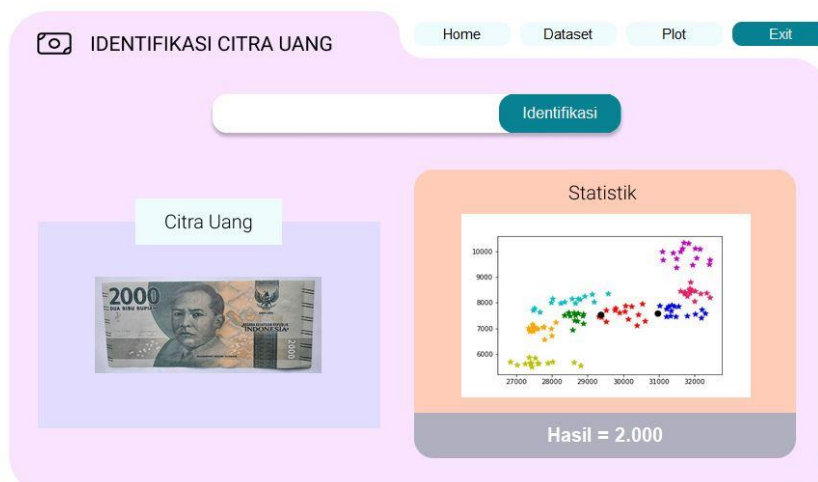 IDENTIFIKASI CITRA UANG
Home
Dataset
Plot
Exit
Identifikasi
Citra Uang
2000
DUA RIBU RUPIAH
INDONESIA
2000
Statistik
10000
9000
8000
7000
6000
27000
28000
29000
30000
31000
32000
Hasil = 2.000